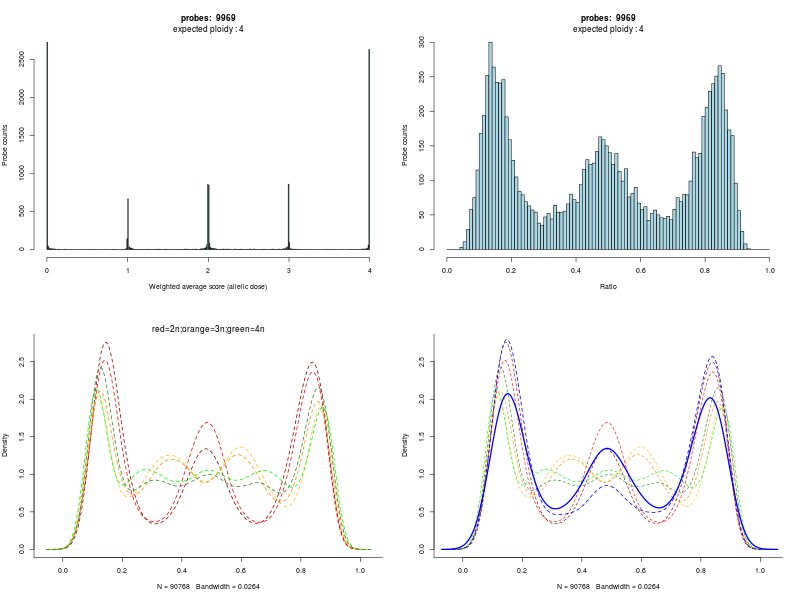 probes: 9969
expected ploidy : 4
Probe counts
2500
2000
1500
1000
500
0
0 1 2 3 4
Weighted average score (allelic dose)
probes: 9969
expected ploidy : 4
Probe counts
300
250
200
150
100
50
0
0.0 0.2 0.4 0.6 0.8 1.0
Ratio
red=2n;orange=3n;green=4n
Density
2.5
2.0
1.5
1.0
0.5
0.0
0.0 0.2 0.4 0.6 0.8 1.0
N = 90768 Bandwidth = 0.0264
Density
2.5
2.0
1.5
1.0
0.5
0.0
0.0 0.2 0.4 0.6 0.8 1.0
N = 90768 Bandwidth = 0.0264